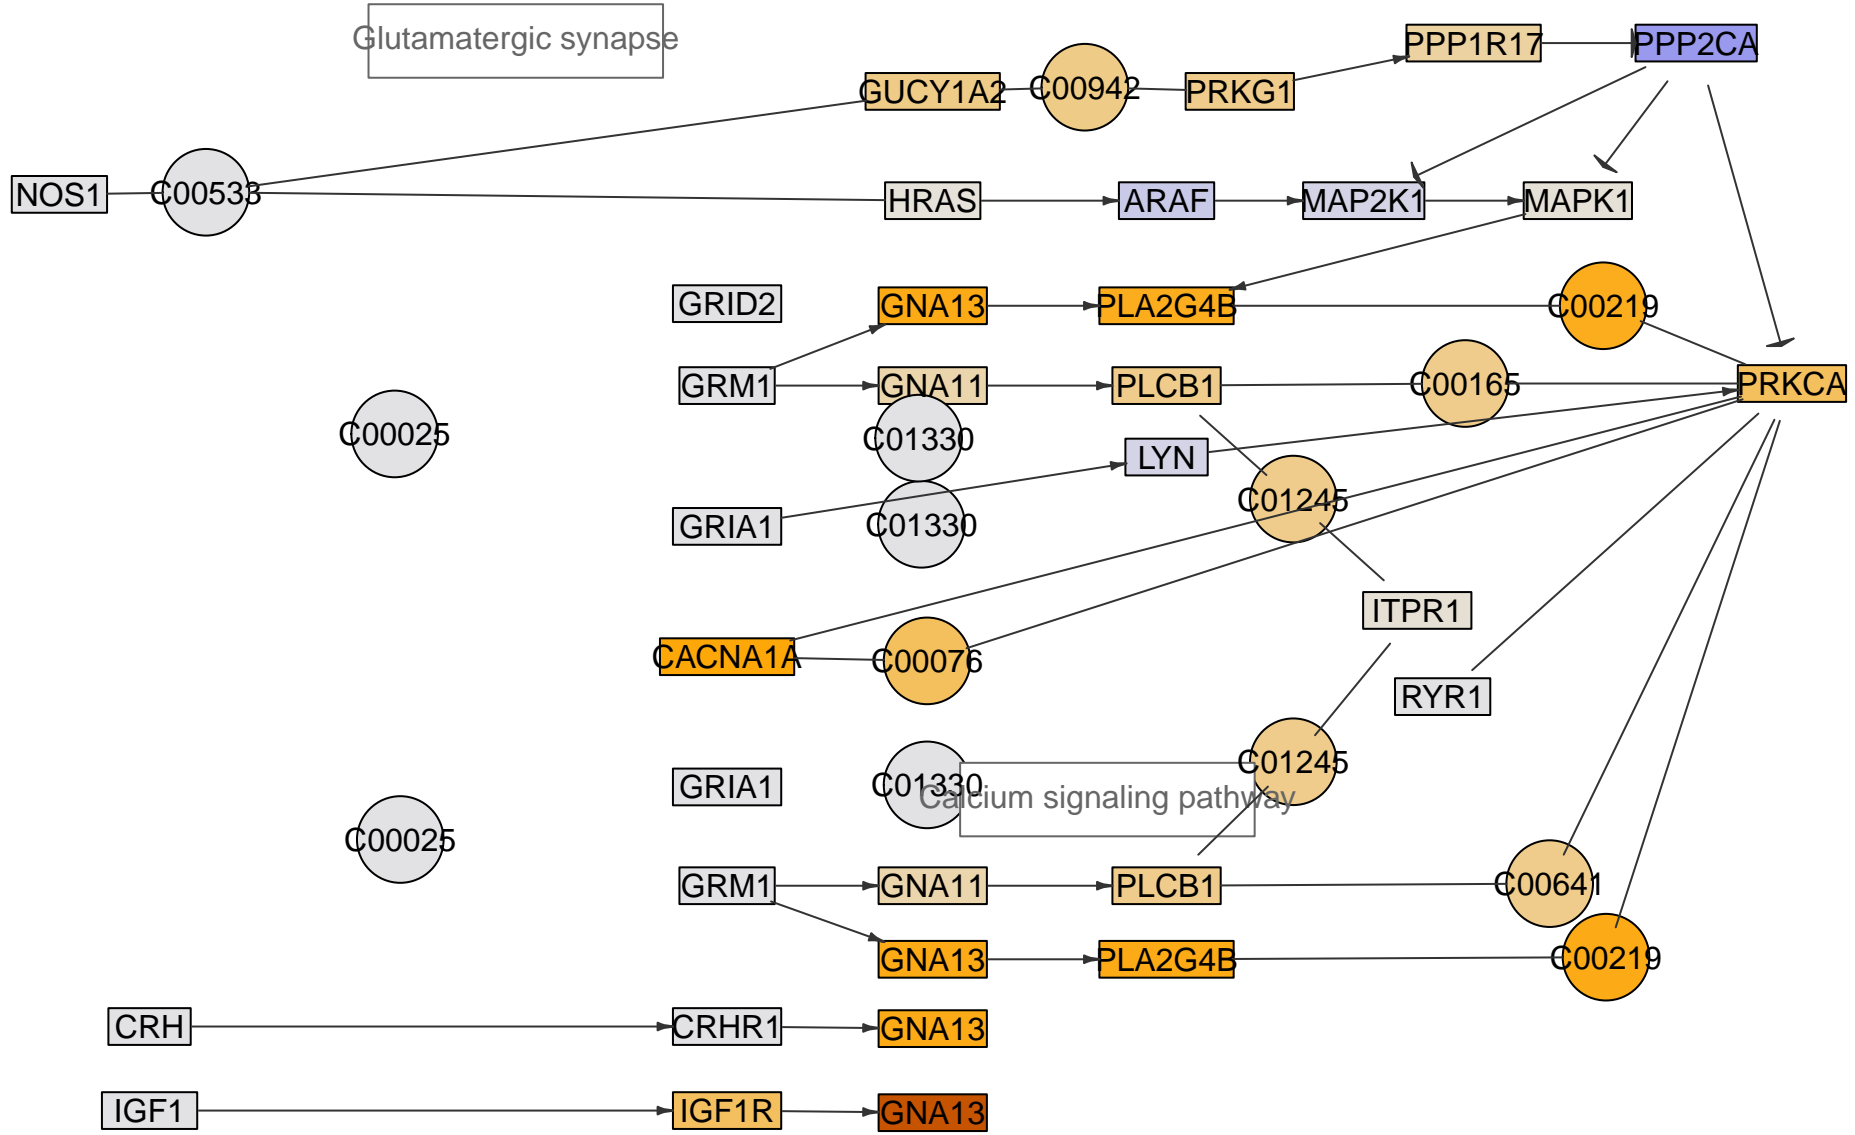 Glutamatergic synapse
PPP1R17
PPP2CA
GUCY1A2
C00942
PRKG1
NOS1
C00533
HRAS
ARAF
MAP2K1
MAPK1
GRID2
GNA13
PLA2G4B
C00219
GRM1
GNA11
PLCB1
C00165
PRKCA
C00025
C01330
LYN
GRIA1
C01330
C01245
ITPR1
CACNA1A
C00076
RYR1
GRIA1
C01330
C01245
Calcium signaling pathway
C00025
GRM1
GNA11
PLCB1
C00641
GNA13
PLA2G4B
C00219
CRH
CRHR1
GNA13
IGF1
IGF1R
GNA13